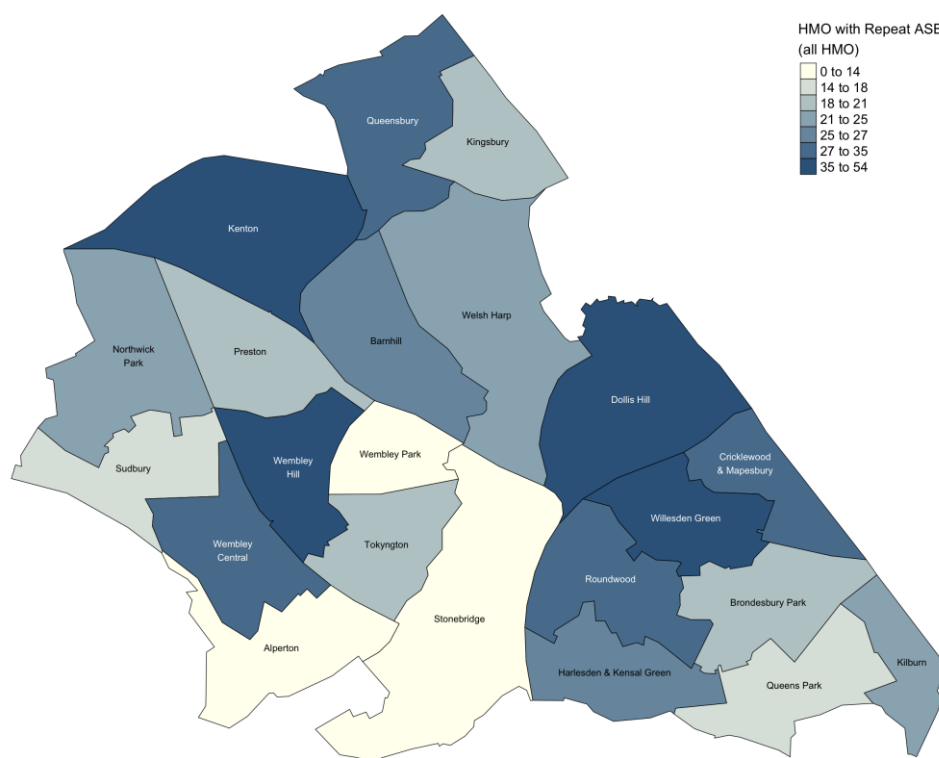 HMO with Repeat ASB
(all HMO)
0 to 14
14 to 18
18 to 21
21 to 25
25 to 27
27 to 35
35 to 54
Queensbury
Kingsbury
Kenton
Welsh Harp
Barnhill
Northwick
Park
Preston
Dollis Hill
Wembley Park
Cricklewood
& Mapesbury
Sudbury
Wembley
Hill
Willesden Green
Wembley
Central
Tokyngton
Roundwood
Brondesbury Park
Stonebridge
Alperton
Kilburn
Harlesden & Kensal Green
Queens Park